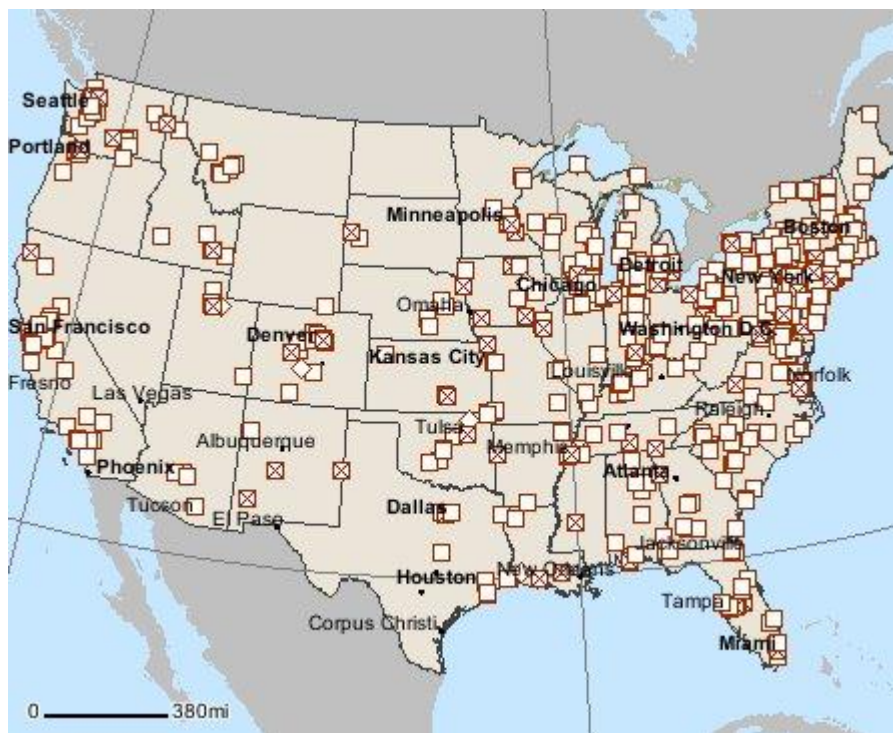 Seattle
Portland
Minneapolis
Boston
Detroit
Chicago
New York
Omaha
San Francisco
Denver
Washington D.C.
Kansas City
Louisville
Fresno
Norfolk
Las Vegas
Raleigh
Tulsa
Albuquerque
Memphis
Phoenix
Atlanta
Tucson
Dallas
El Paso
Jacksonville
New Orleans
Houston
Tampa
Corpus Christi
Miami
0 380mi